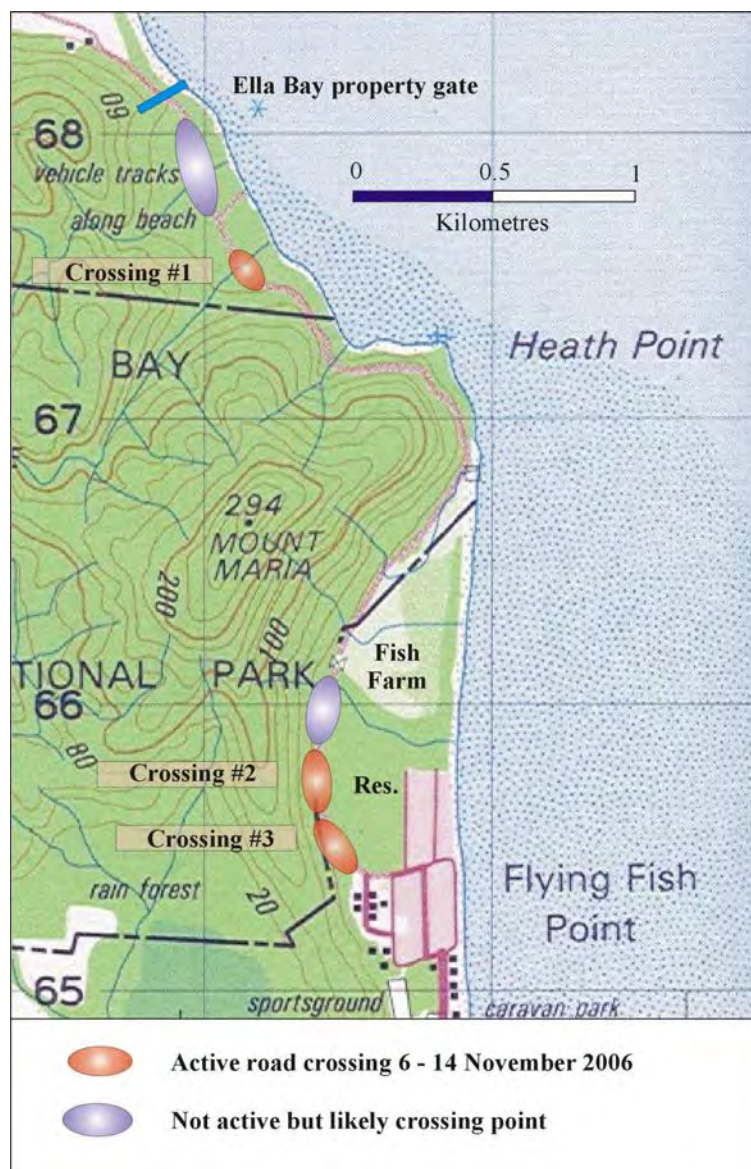 Ella Bay property gate
60
68
0
0.5
1
vehicle tracks
along beach
Kilometres
Crossing #1
Heath Point
BAY
67
294
MOUNT
MARIA
200
100
Fish
Farm
TIONAL PARK
66
80
Crossing #2
Res.
Crossing #3
rain forest
20
Flying Fish
Point
65
sportsground
caravan park
Active road crossing 6 - 14 November 2006
Not active but likely crossing point